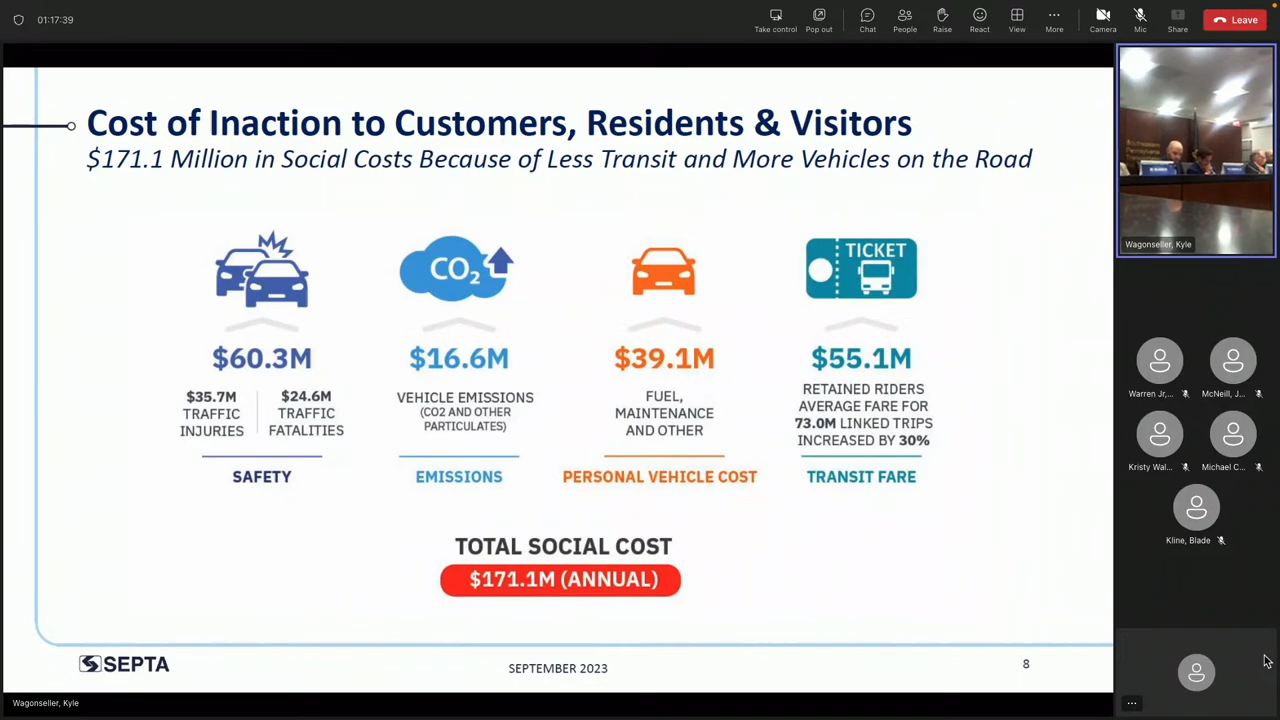 01:17:39
Take control
Pop out
Chat
People
Raise
React
View
More
Camera
Mic
Share
Leave
Cost of Inaction to Customers, Residents & Visitors
$171.1 Million in Social Costs Because of Less Transit and More Vehicles on the Road
CO2
TICKET
$60.3M
$35.7M
TRAFFIC
INJURIES
$24.6M
TRAFFIC
FATALITIES
SAFETY
$16.6M
VEHICLE EMISSIONS
(CO2 AND OTHER
PARTICULATES)
EMISSIONS
$39.1M
FUEL,
MAINTENANCE
AND OTHER
PERSONAL VEHICLE COST
$55.1M
RETAINED RIDERS
AVERAGE FARE FOR
73.0M LINKED TRIPS
INCREASED BY 30%
TRANSIT FARE
TOTAL SOCIAL COST
$171.1M (ANNUAL)
SEPTA
SEPTEMBER 2023
8
Wagonseller, Kyle
Wagonseller, Kyle
Warren Jr,...
McNeill, J...
Kristy Wal...
Michael C...
Kline, Blade